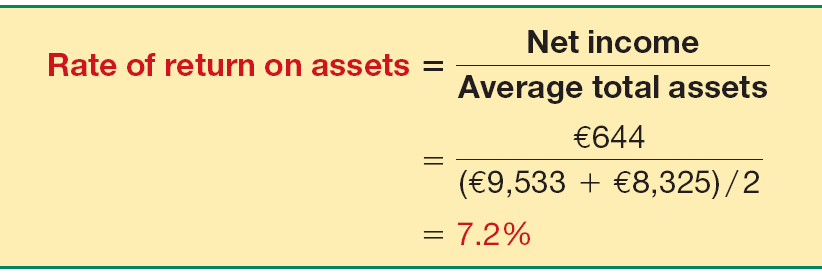 Rate of return on assets = Net income
Average total assets
= €644
(€9,533 + €8,325)/2
= 7.2%